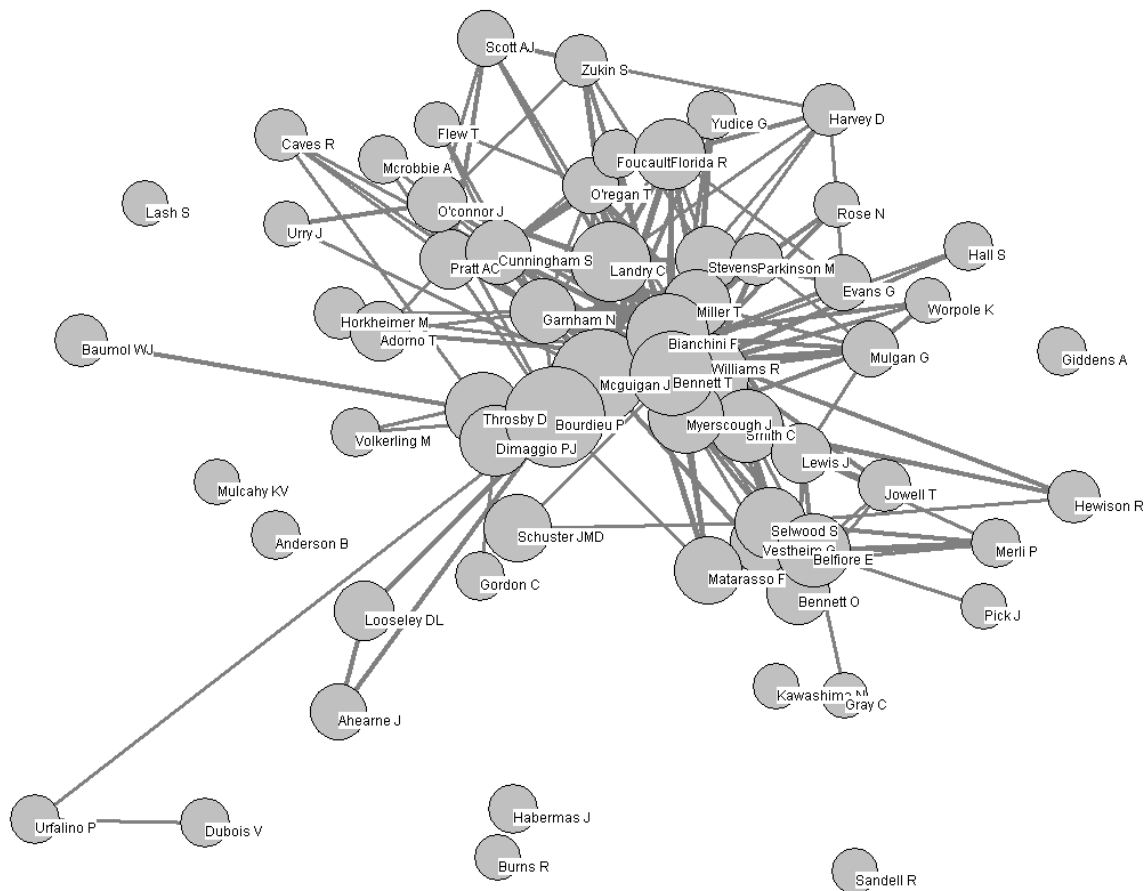 Scott AJ
Zukin S
Yudice G
Harvey D
Flew T
Caves R
Foucault
Florida R
Mcrobbie A
O'regan T
Lash S
O'connor J
Rose N
Urry J
Hall S
Cunningham S
Pratt AC
Landry C
Stevens
Parkinson M
Evans G
Worpole K
Miller T
Horkheimer M
Garnham N
Adorno T
Bianchini F
Baumol WJ
Mulgan G
Giddens A
Williams R
Mcguigan J
Bennett T
Throsby D
Bourdieu P
Myerscough J
Smith C
Volkerling M
Dimaggio PJ
Lewis J
Mulcahy KV
Jowell T
Hewison R
Anderson B
Schuster JMD
Selwood S
Vestheim G
Belfiore E
Merli P
Gordon C
Matarasso F
Bennett O
Pick J
Looseley DL
Kawashima N
Gray C
Ahearne J
Urfalino P
Dubois V
Habermas J
Burns R
Sandell R